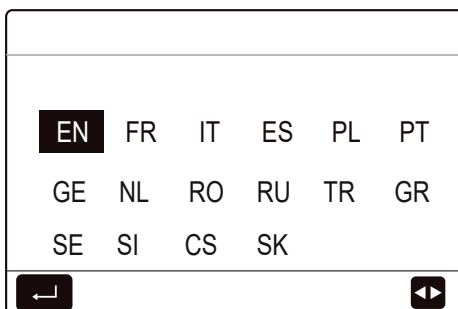 EN FR IT ES PL PT
GE NL RO RU TR GR
SE SI CS SK